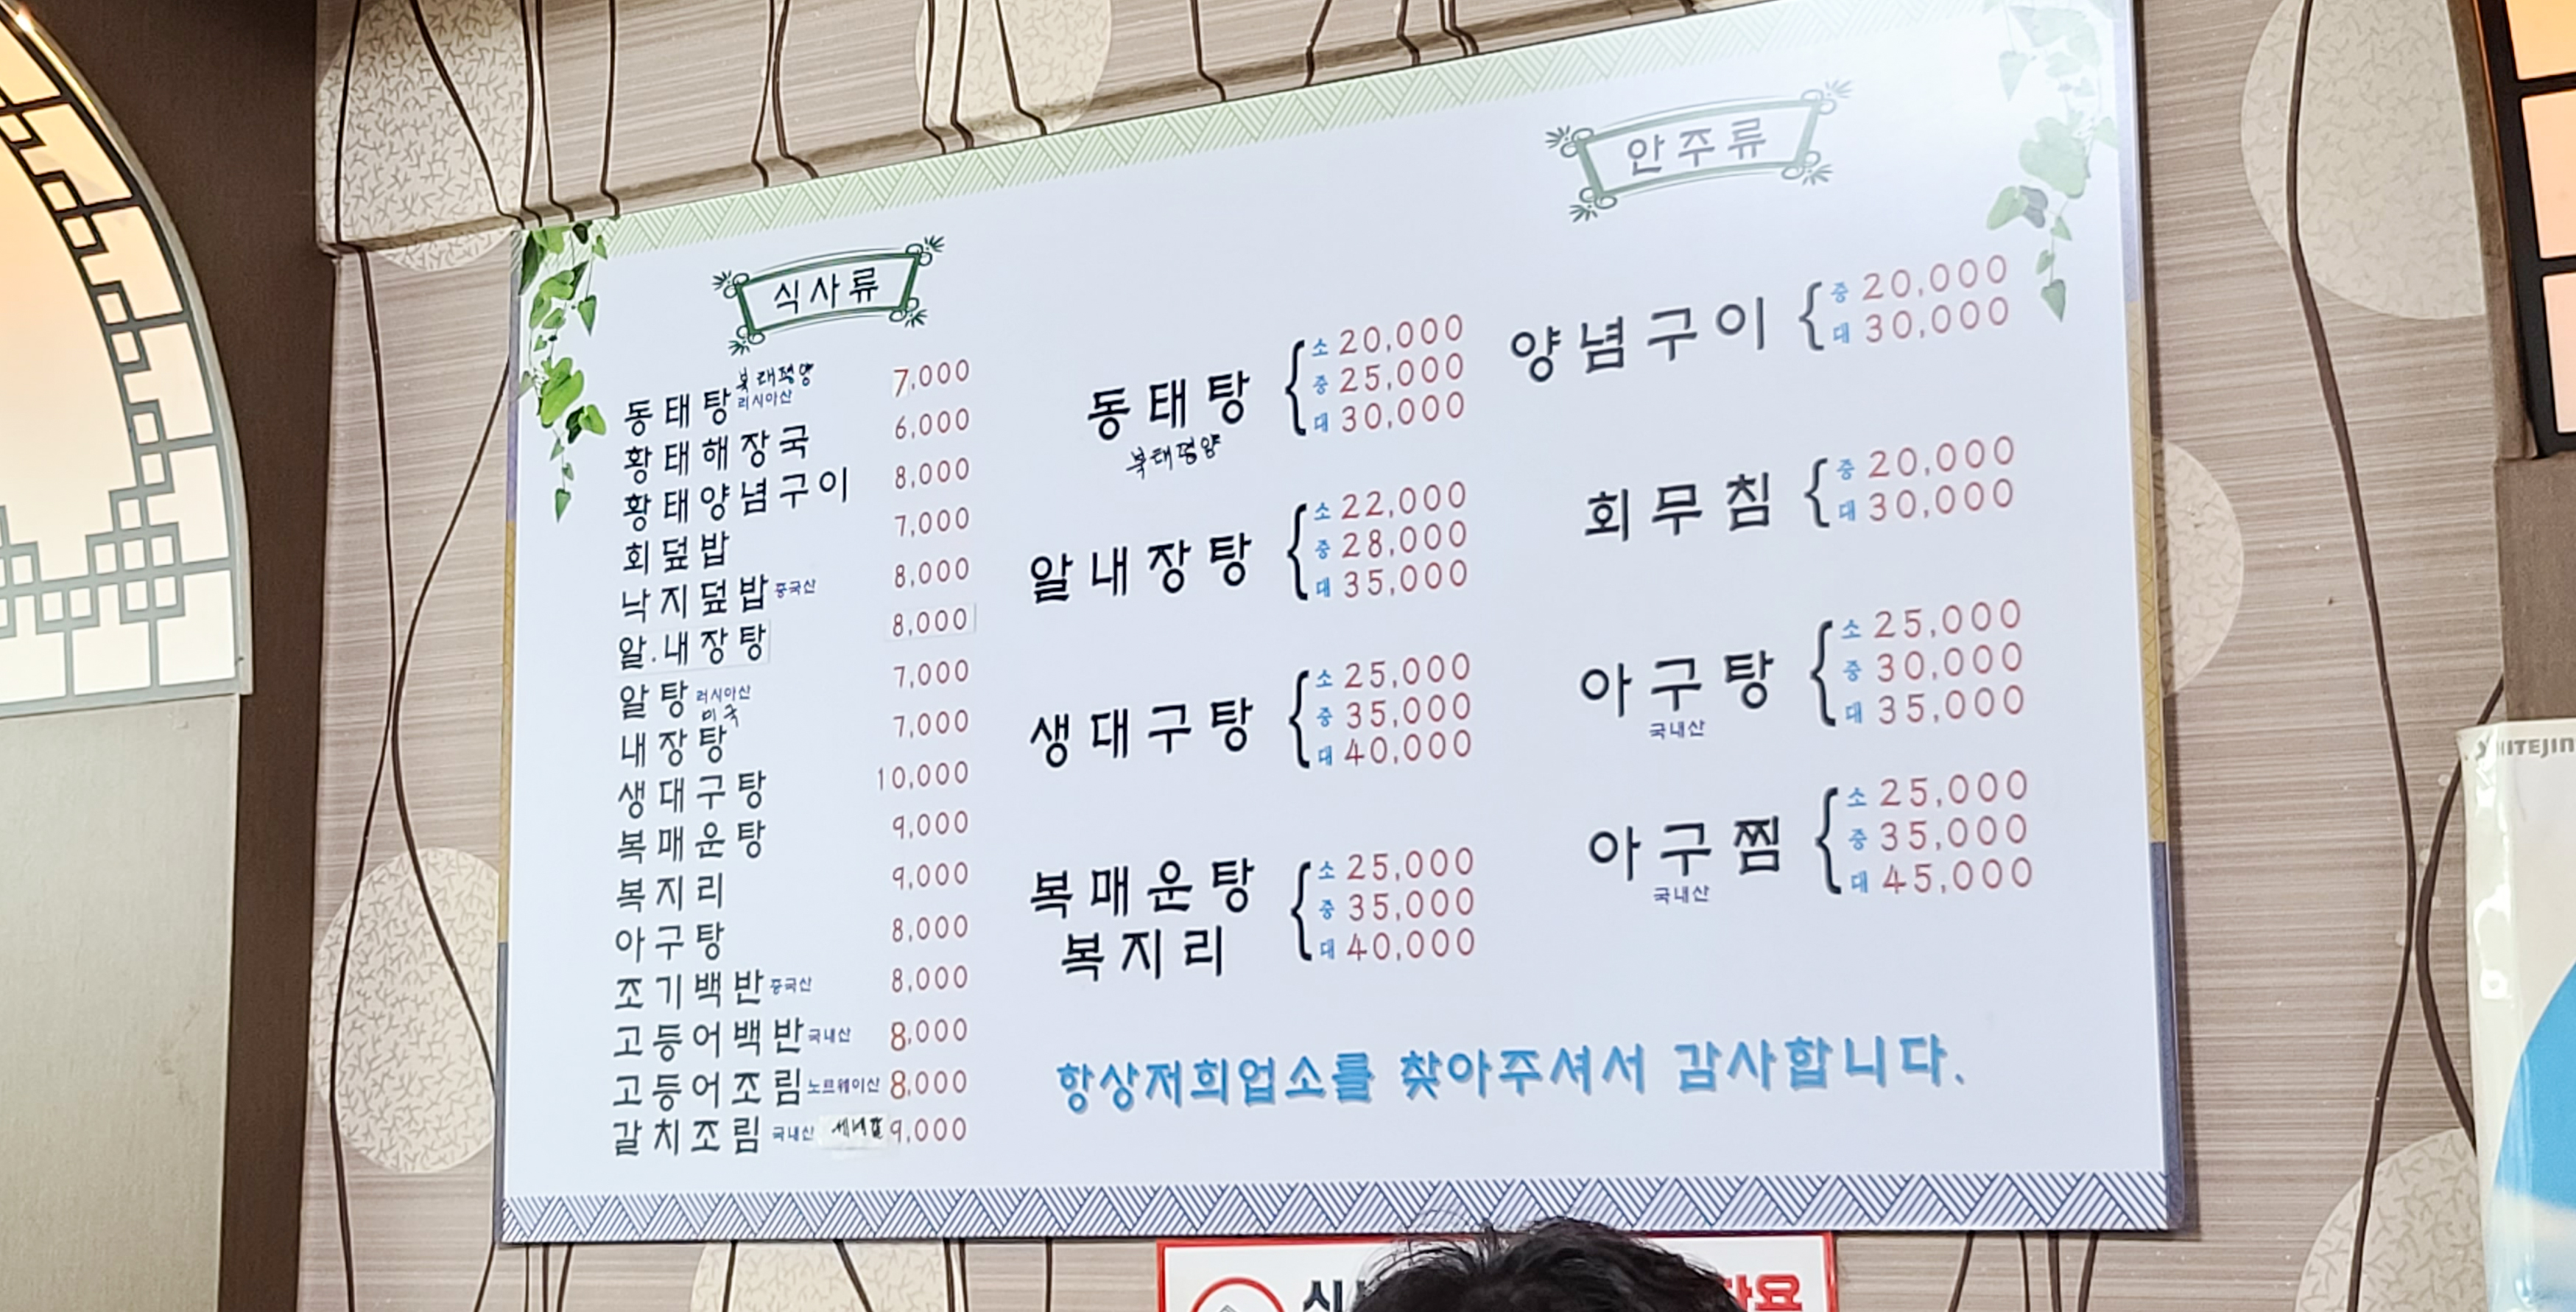 식사류
동태탕 북태평양 러시아산 7,000
황태해장국 6,000
황태양념구이 8,000
회덮밥 7,000
낙지덮밥 중국산 8,000
알.내장탕 8,000
알탕 러시아산 미국 7,000
내장탕 7,000
생대구탕 10,000
복매운탕 9,000
복지리 9,000
아구탕 8,000
조기백반 중국산 8,000
고등어백반 국내산 8,000
고등어조림 노르웨이산 8,000
갈치조림 국내산 세네갈 9,000
동태탕 북태평양
소 20,000
중 25,000
대 30,000
알내장탕
소 22,000
중 28,000
대 35,000
생대구탕
소 25,000
중 35,000
대 40,000
복매운탕
복지리
소 25,000
중 35,000
대 40,000
안주류
양념구이
중 20,000
대 30,000
회무침
중 20,000
대 30,000
아구탕 국내산
소 25,000
중 30,000
대 35,000
아구찜 국내산
소 25,000
중 35,000
대 45,000
항상저희업소를 찾아주셔서 감사합니다.